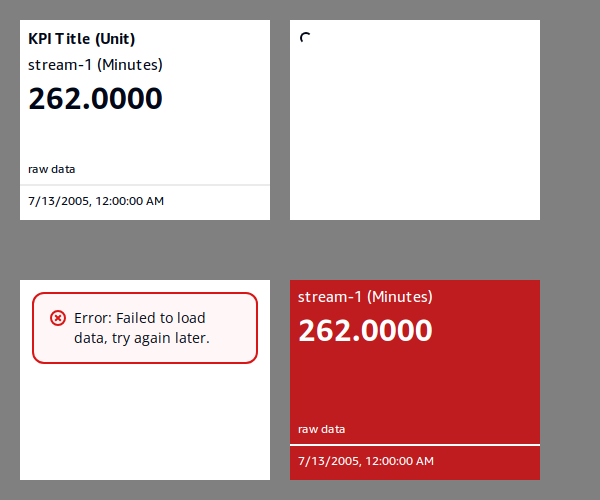 KPI Title (Unit)
stream-1 (Minutes)
262.0000
raw data
7/13/2005, 12:00:00 AM
Error: Failed to load
data, try again later.
stream-1 (Minutes)
262.0000
raw data
7/13/2005, 12:00:00 AM